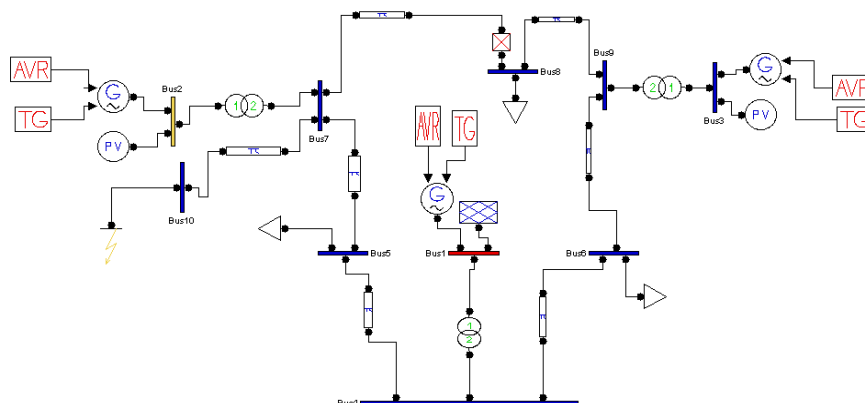 AVR
TG
G
PV
Bus2
1 2
Bus7
Bus10
Bus5
AVR
TG
G
Bus1
1
2
Bus8
Bus9
2 1
Bus3
G
PV
AVR
TG
Bus6